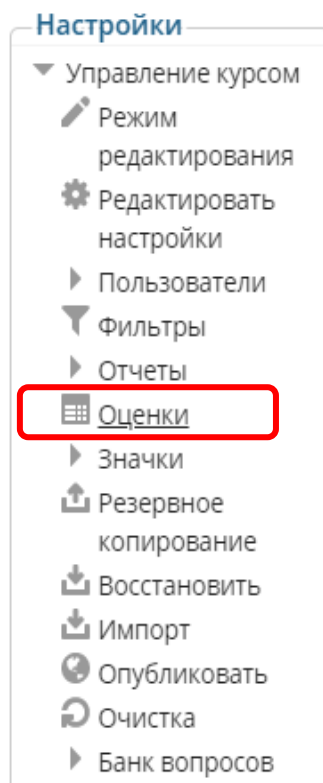 Настройки
Управление курсом
Режим
редактирования
Редактировать
настройки
Пользователи
Фильтры
Отчеты
Оценки
Значки
Резервное
копирование
Восстановить
Импорт
Опубликовать
Очистка
Банк вопросов